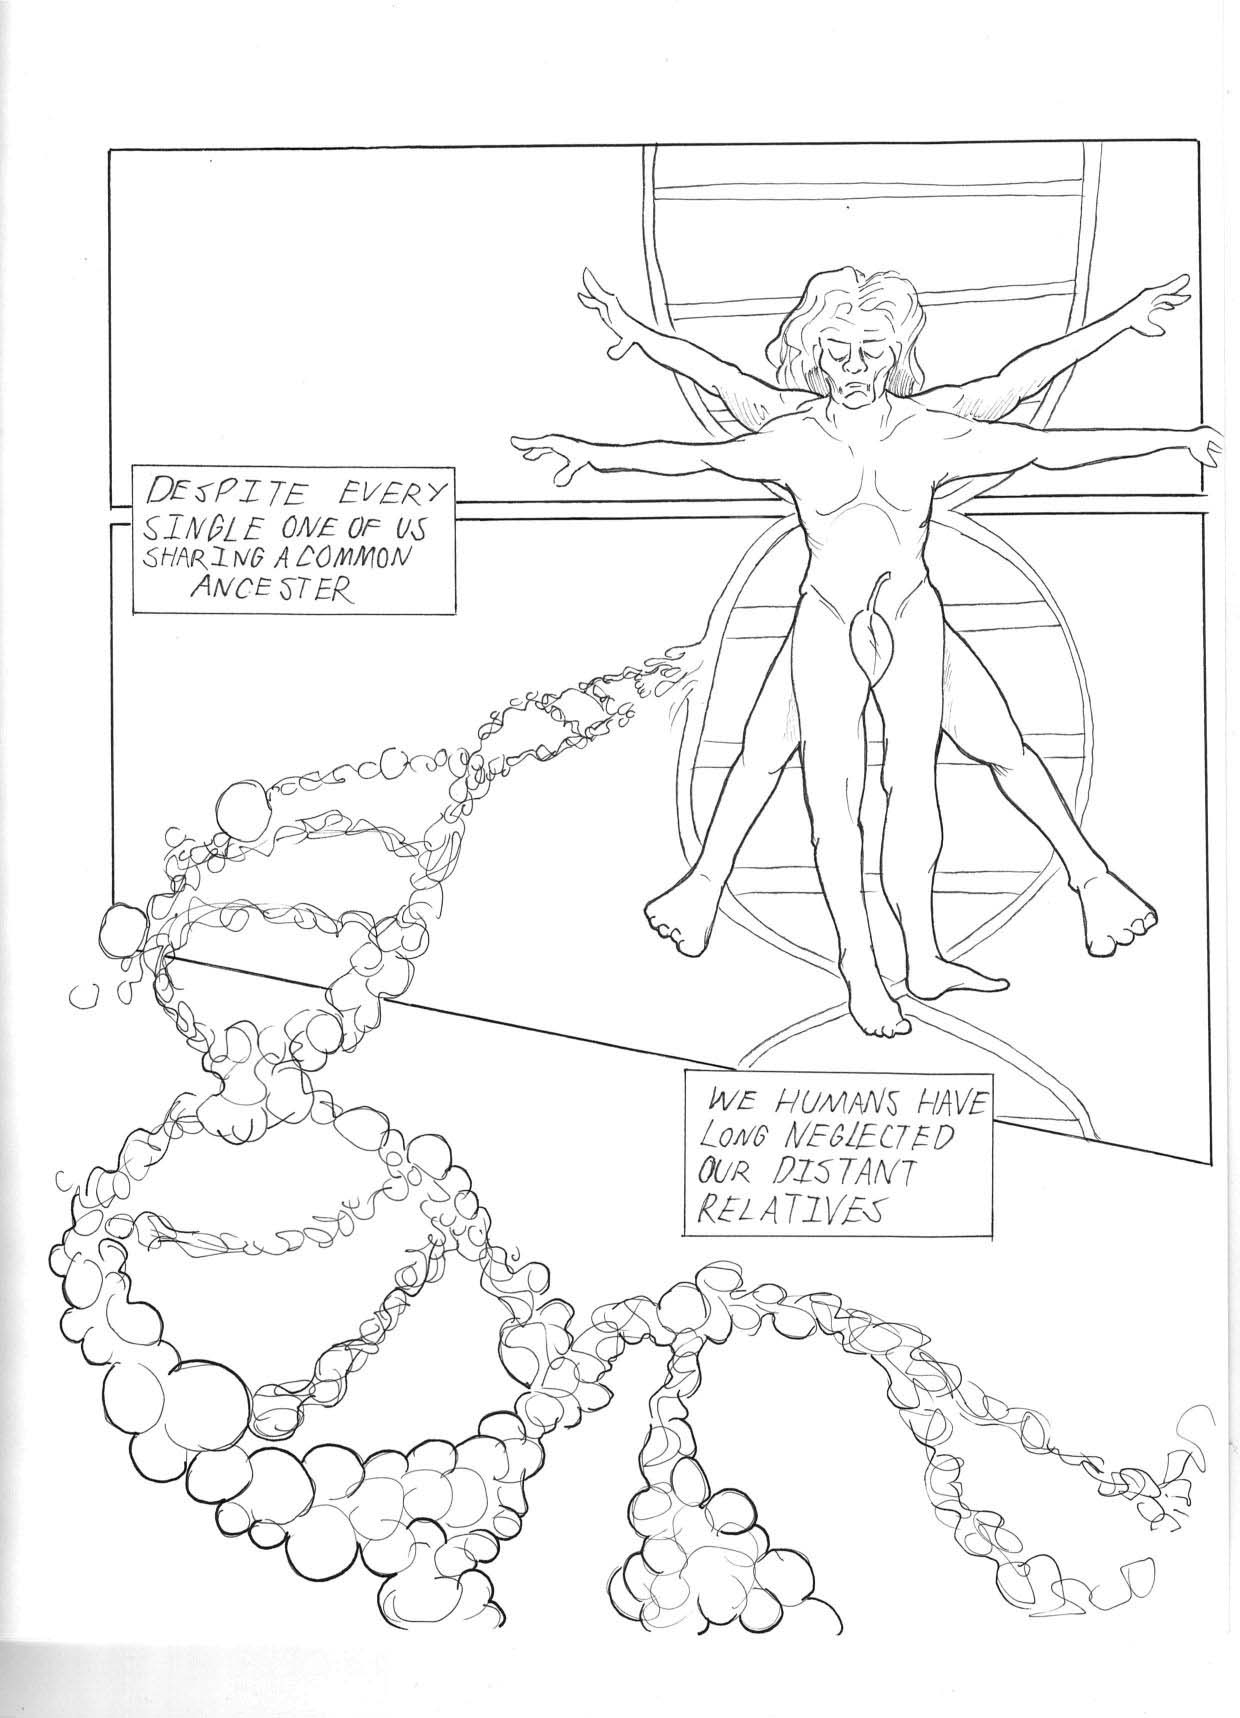 DESPITE EVERY
SINGLE ONE OF US
SHARING A COMMON
ANCESTER
WE HUMANS HAVE
LONG NEGLECTED
OUR DISTANT
RELATIVES